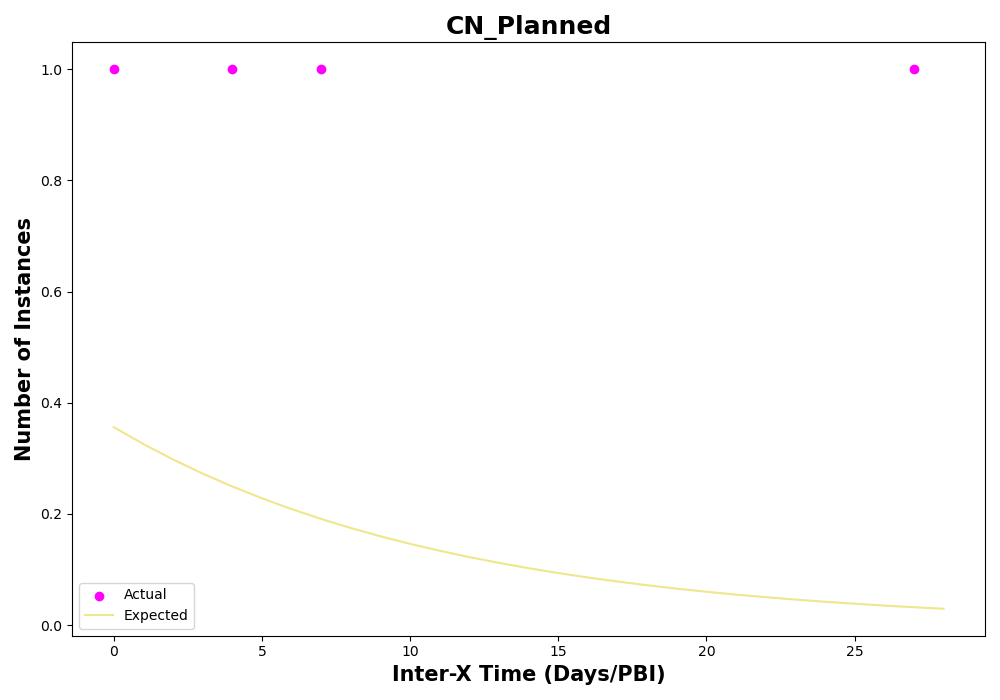 CN_Planned
Number of Instances
1.0
0.8
0.6
0.4
0.2
0.0
Actual
Expected
0 5 10 15 20 25
Inter-X Time (Days/PBI)